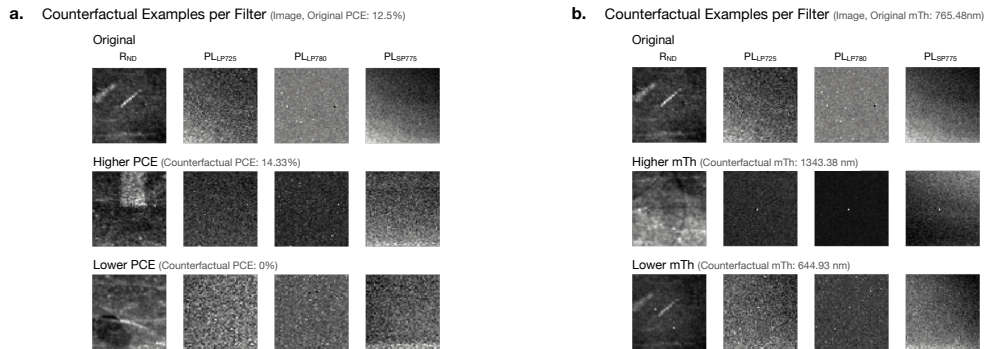 a. Counterfactual Examples per Filter (Image, Original PCE: 12.5%)
Original
RND PLLP725 PLLP780 PLSP775
Higher PCE (Counterfactual PCE: 14.33%)
Lower PCE (Counterfactual PCE: 0%)
b. Counterfactual Examples per Filter (Image, Original mTh: 765.48nm)
Original
RND PLLP725 PLLP780 PLSP775
Higher mTh (Counterfactual mTh: 1343.38 nm)
Lower mTh (Counterfactual mTh: 644.93 nm)